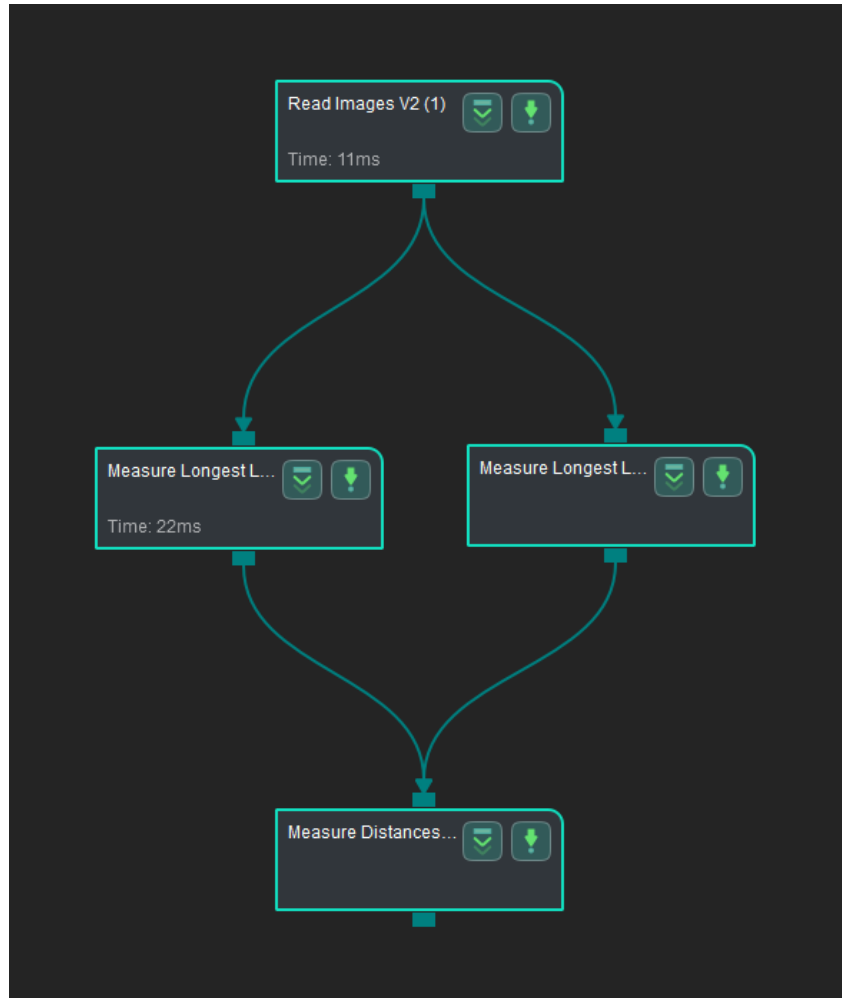 Read Images V2 (1)
Time: 11ms
Measure Longest L...
Time: 22ms
Measure Longest L...
Measure Distances...